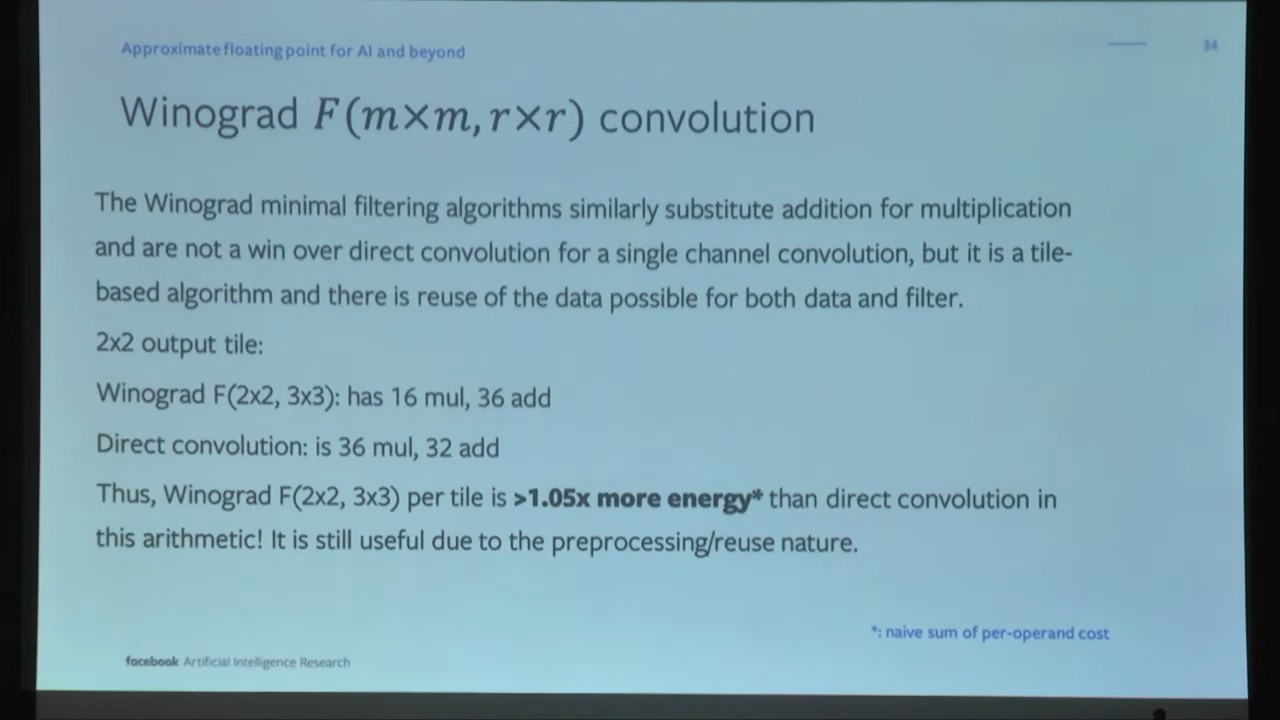 Approximate floating point for AI and beyond
34
Winograd F(m×m, r×r) convolution
The Winograd minimal filtering algorithms similarly substitute addition for multiplication
and are not a win over direct convolution for a single channel convolution, but it is a tile-
based algorithm and there is reuse of the data possible for both data and filter.
2x2 output tile:
Winograd F(2x2, 3x3): has 16 mul, 36 add
Direct convolution: is 36 mul, 32 add
Thus, Winograd F(2x2, 3x3) per tile is >1.05x more energy* than direct convolution in
this arithmetic! It is still useful due to the preprocessing/reuse nature.
*: naive sum of per-operand cost
facebook Artificial Intelligence Research